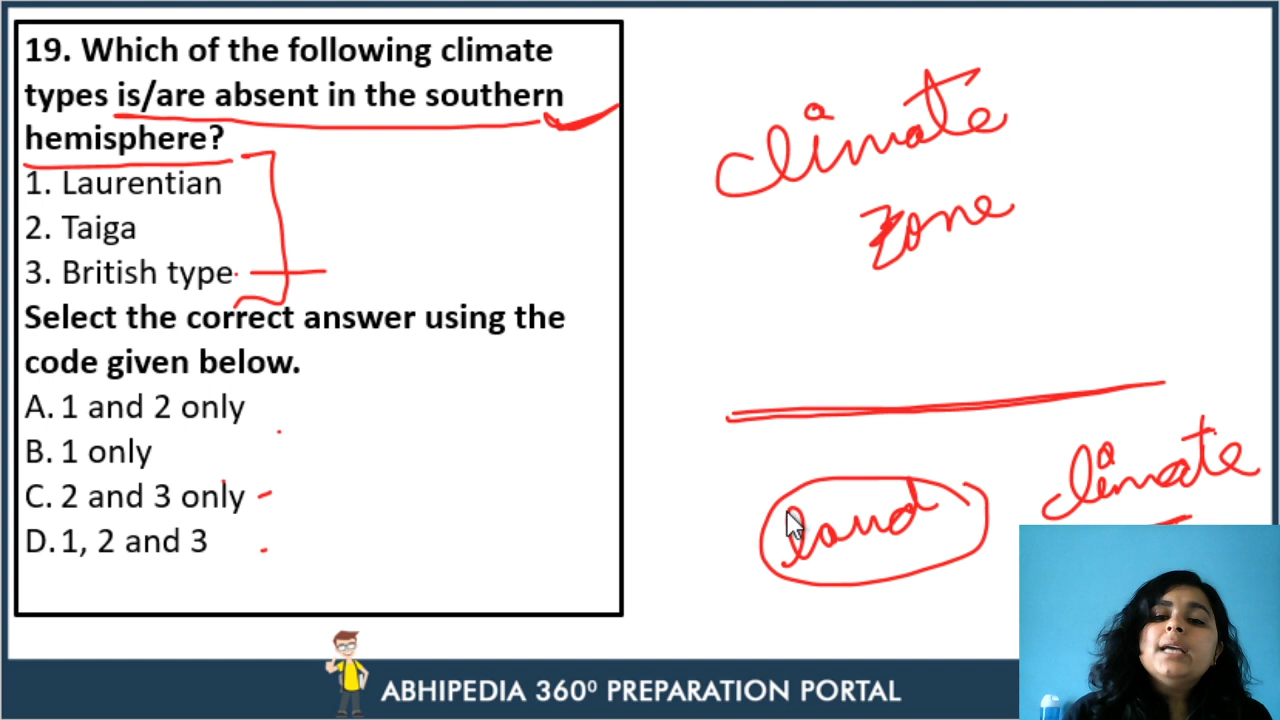 19. Which of the following climate
types is/are absent in the southern
hemisphere?
1. Laurentian
2. Taiga
3. British type
Select the correct answer using the
code given below.
A. 1 and 2 only
B. 1 only
C. 2 and 3 only
D. 1, 2 and 3
climate
zone
land
climate
ABHIPEDIA 360⁰ PREPARATION PORTAL